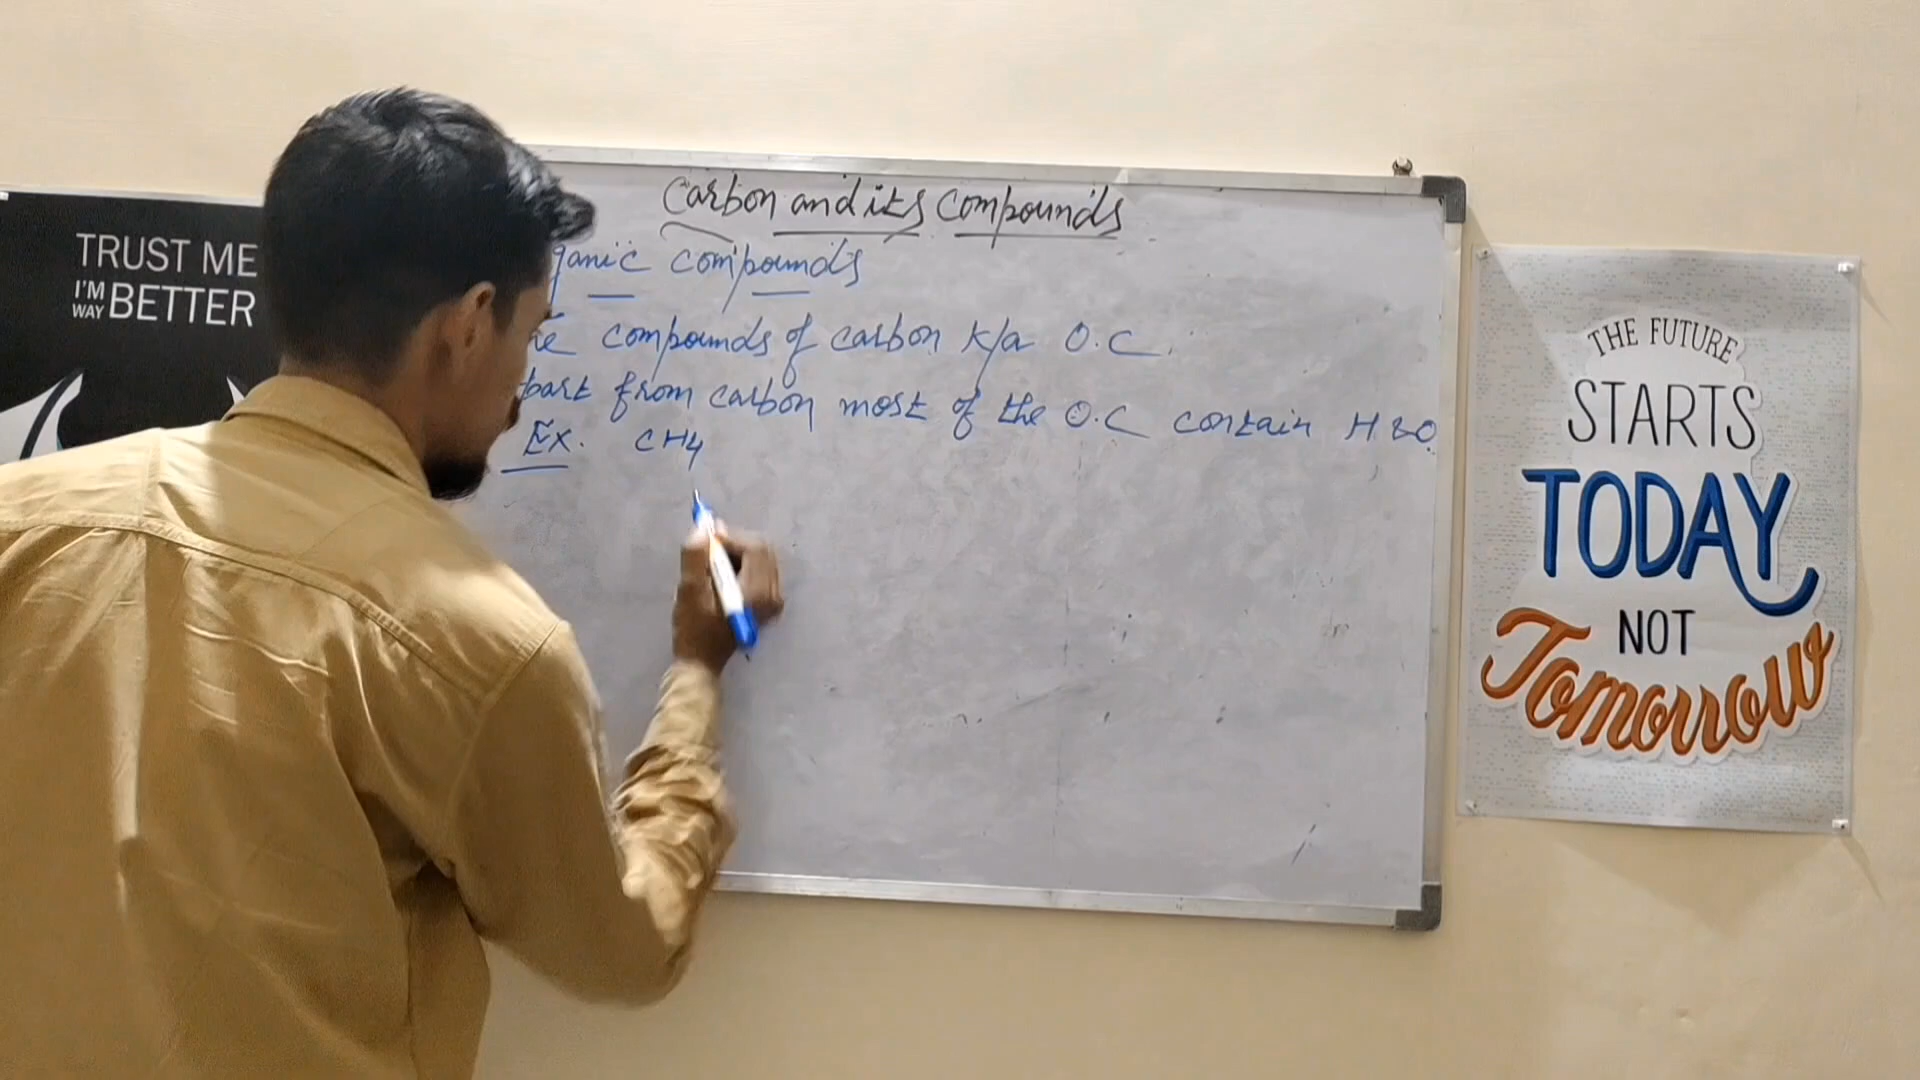 TRUST ME
I'M WAY BETTER
Carbon and its compounds
ganic compounds
he compounds of carbon k/a O.C.
part from carbon most of the O.C contain H & O
Ex. CH4
THE FUTURE
STARTS
TODAY
NOT
Tomorrow